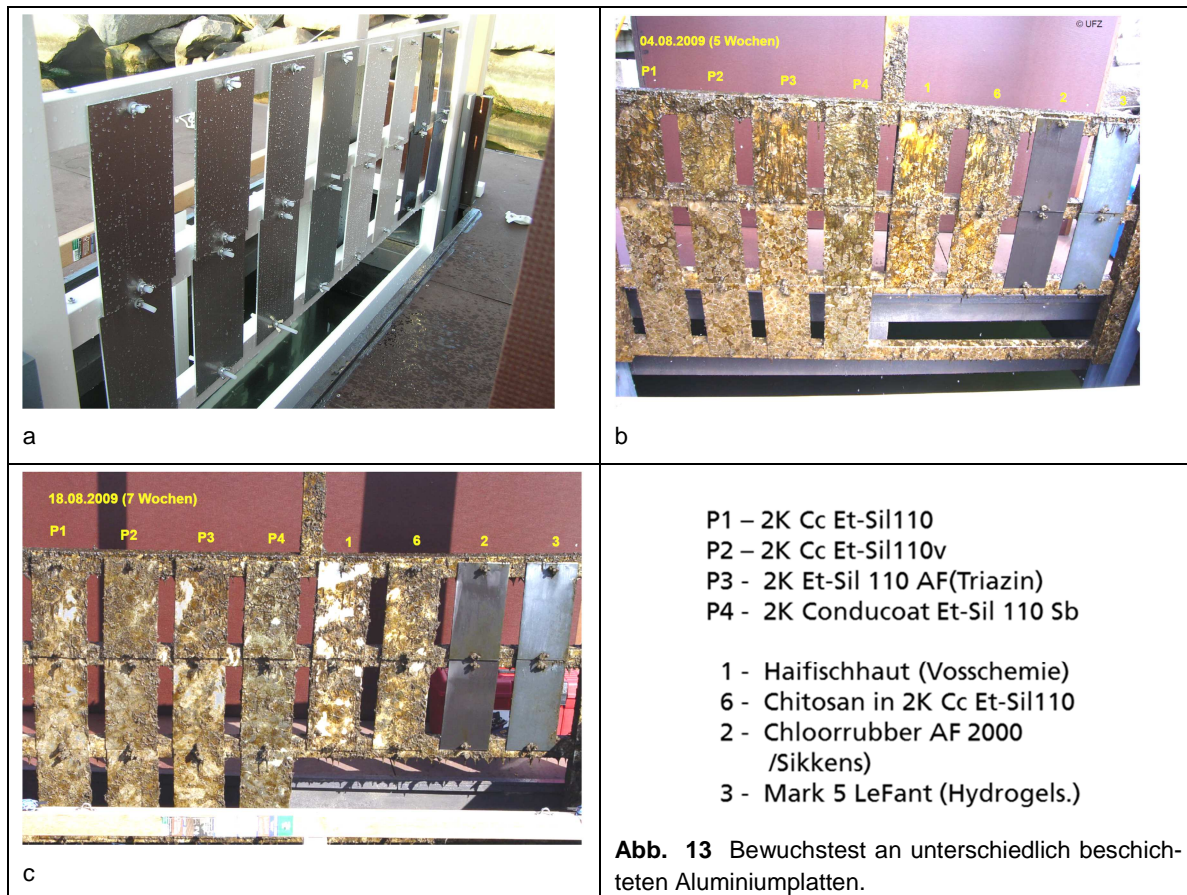 a
© UFZ
04.08.2009 (5 Wochen)
P1 P2 P3 P4 1 6 2 3
b
18.08.2009 (7 Wochen)
P1 P2 P3 P4 1 6 2 3
c
P1 – 2K Cc Et-Sil110
P2 – 2K Cc Et-Sil110v
P3 - 2K Et-Sil 110 AF(Triazin)
P4 - 2K Conducoat Et-Sil 110 Sb
1 - Haifischhaut (Vosschemie)
6 - Chitosan in 2K Cc Et-Sil110
2 - Chloorrubber AF 2000
/Sikkens)
3 - Mark 5 LeFant (Hydrogels.)
Abb. 13 Bewuchstest an unterschiedlich beschich-
teten Aluminiumplatten.